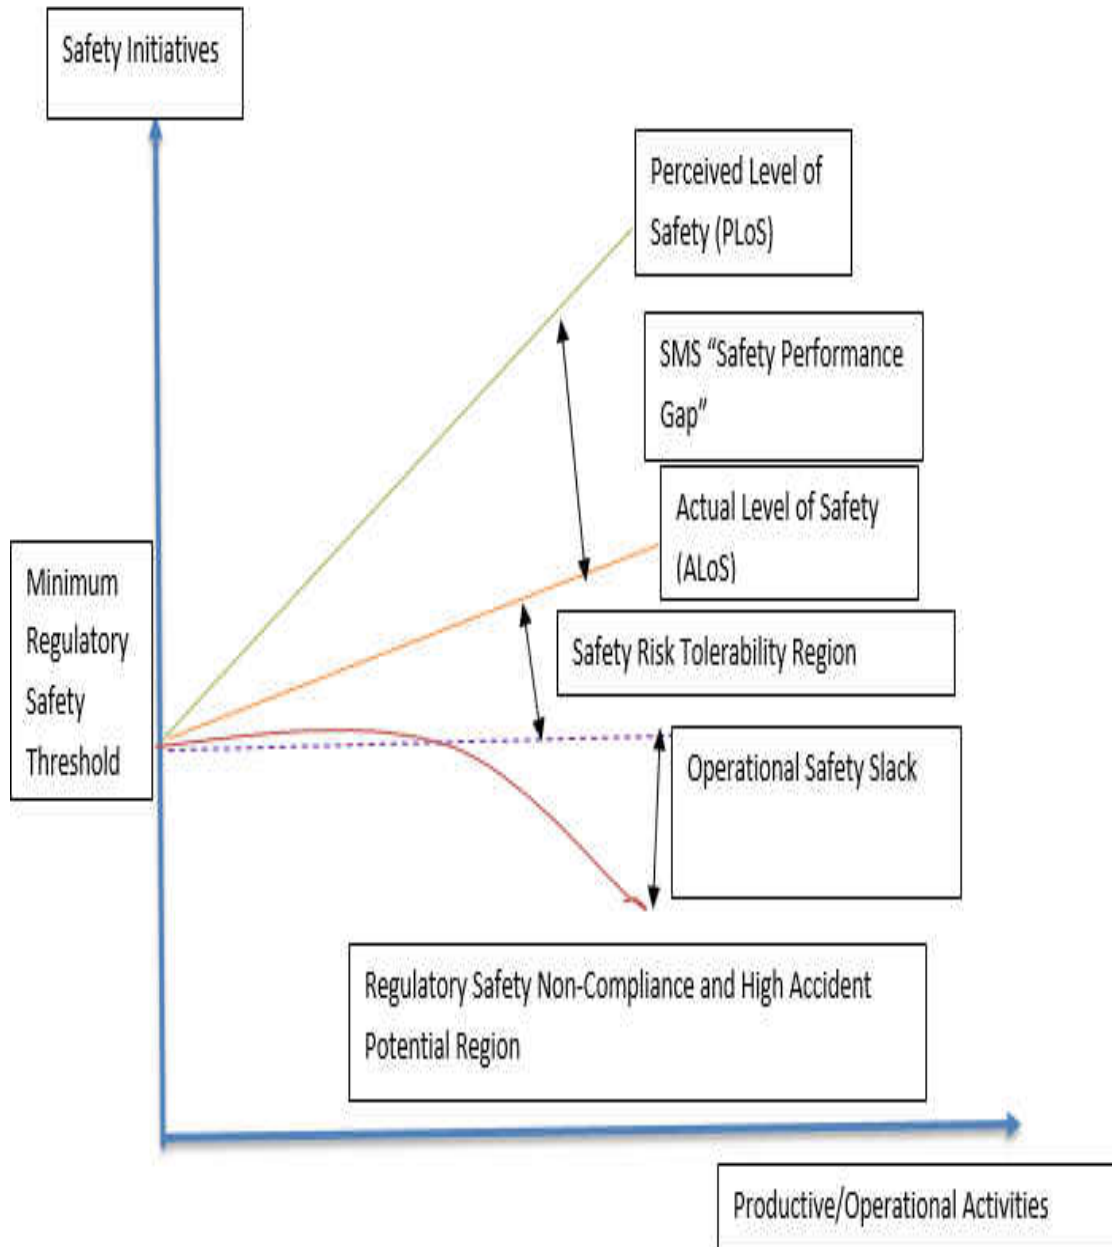 Safety Initiatives
Perceived Level of
Safety (PLoS)
SMS “Safety Performance
Gap”
Actual Level of Safety
(ALoS)
Minimum
Regulatory
Safety
Threshold
Safety Risk Tolerability Region
Operational Safety Slack
Regulatory Safety Non-Compliance and High Accident
Potential Region
Productive/Operational Activities